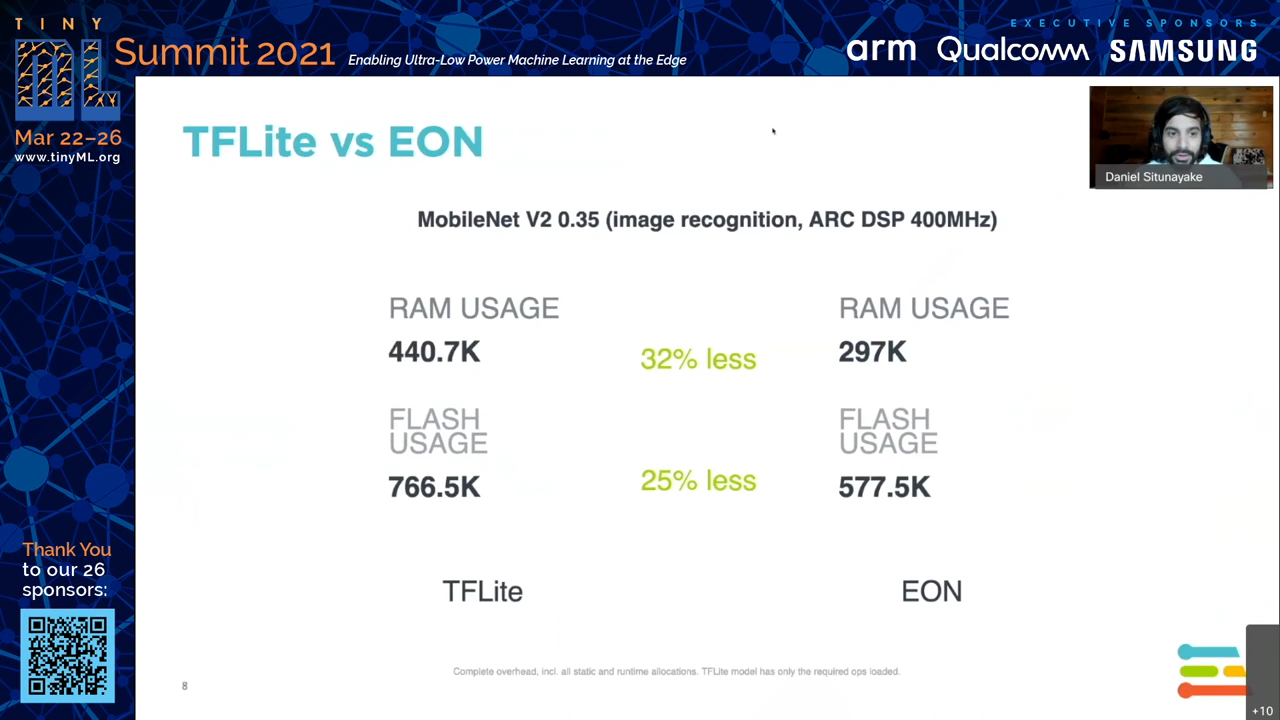 TINY
ML
Summit 2021
Enabling Ultra-Low Power Machine Learning at the Edge
EXECUTIVE SPONSORS
arm Qualcomm SAMSUNG
Mar 22–26
www.tinyML.org
TFLite vs EON
Daniel Situnayake
MobileNet V2 0.35 (image recognition, ARC DSP 400MHz)
RAM USAGE
440.7K
32% less
RAM USAGE
297K
FLASH
USAGE
766.5K
25% less
FLASH
USAGE
577.5K
TFLite
EON
Complete overhead, incl. all static and runtime allocations. TFLite model has only the required ops loaded.
8
Thank You
to our 26
sponsors:
+10